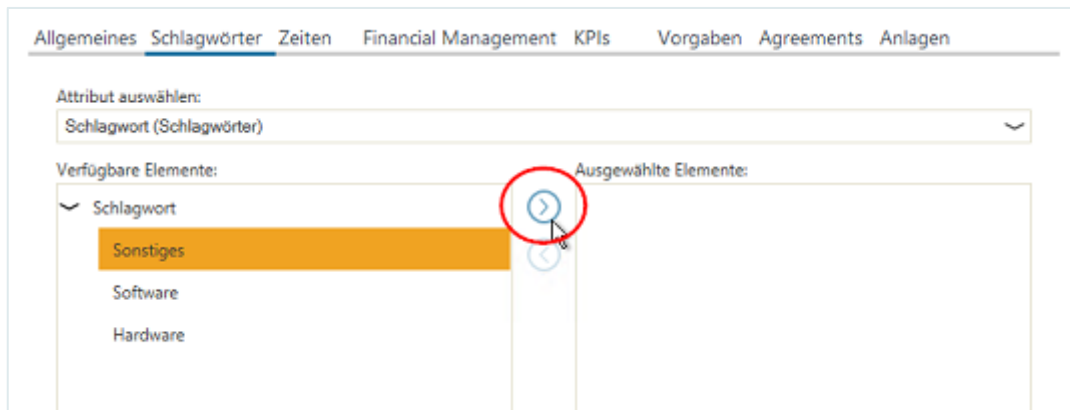 Allgemeines Schlagwörter Zeiten Financial Management KPIs Vorgaben Agreements Anlagen
Attribut auswählen:
Schlagwort (Schlagwörter)
Verfügbare Elemente: Ausgewählte Elemente:
Schlagwort
Sonstiges
Software
Hardware